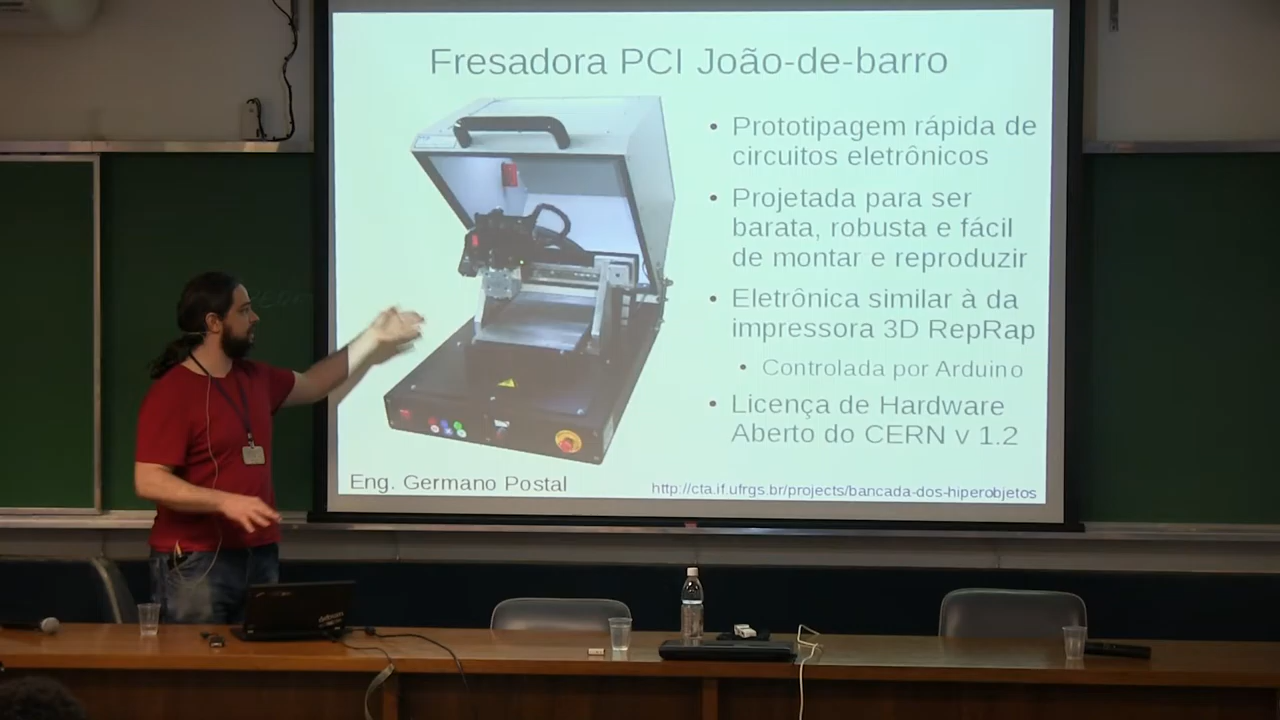 Fresadora PCI João-de-barro
• Prototipagem rápida de
circuitos eletrônicos
• Projetada para ser
barata, robusta e fácil
de montar e reproduzir
• Eletrônica similar à da
impressora 3D RepRap
• Controlada por Arduino
• Licença de Hardware
Aberto do CERN v 1.2
Eng. Germano Postal
http://cta.if.ufrgs.br/projects/bancada-dos-hiperobjetos